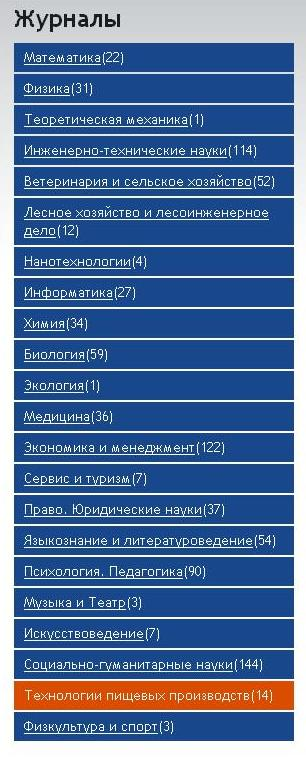 Журналы
Математика(22)
Физика(31)
Теоретическая механика(1)
Инженерно-технические науки(114)
Ветеринария и сельское хозяйство(52)
Лесное хозяйство и лесоинженерное
дело(12)
Нанотехнологии(4)
Информатика(27)
Химия(34)
Биология(59)
Экология(1)
Медицина(36)
Экономика и менеджмент(122)
Сервис и туризм(7)
Право. Юридические науки(37)
Языкознание и литературоведение(54)
Психология. Педагогика(90)
Музыка и Театр(3)
Искусствоведение(7)
Социально-гуманитарные науки(144)
Технологии пищевых производств(14)
Физкультура и спорт(3)